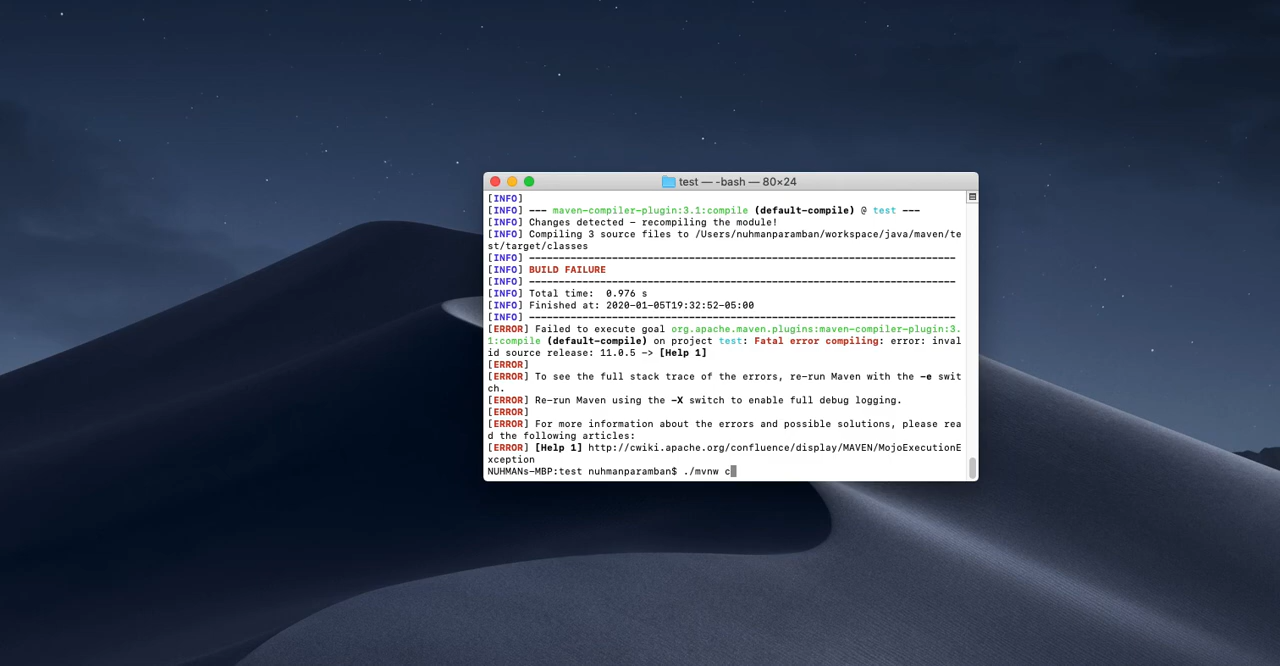 test — -bash — 80×24
[INFO]
[INFO] --- maven-compiler-plugin:3.1:compile (default-compile) @ test ---
[INFO] Changes detected - recompiling the module!
[INFO] Compiling 3 source files to /Users/nuhmanparamban/workspace/java/maven/te
st/target/classes
[INFO] ------------------------------------------------------------------------
[INFO] BUILD FAILURE
[INFO] ------------------------------------------------------------------------
[INFO] Total time:  0.976 s
[INFO] Finished at: 2020-01-05T19:32:52-05:00
[INFO] ------------------------------------------------------------------------
[ERROR] Failed to execute goal org.apache.maven.plugins:maven-compiler-plugin:3.
1:compile (default-compile) on project test: Fatal error compiling: error: inval
id source release: 11.0.5 -> [Help 1]
[ERROR]
[ERROR] To see the full stack trace of the errors, re-run Maven with the -e swit
ch.
[ERROR] Re-run Maven using the -X switch to enable full debug logging.
[ERROR]
[ERROR] For more information about the errors and possible solutions, please rea
d the following articles:
[ERROR] [Help 1] http://cwiki.apache.org/confluence/display/MAVEN/MojoExecutionE
xception
NUHMANs-MBP:test nuhmanparamban$ ./mvnw c